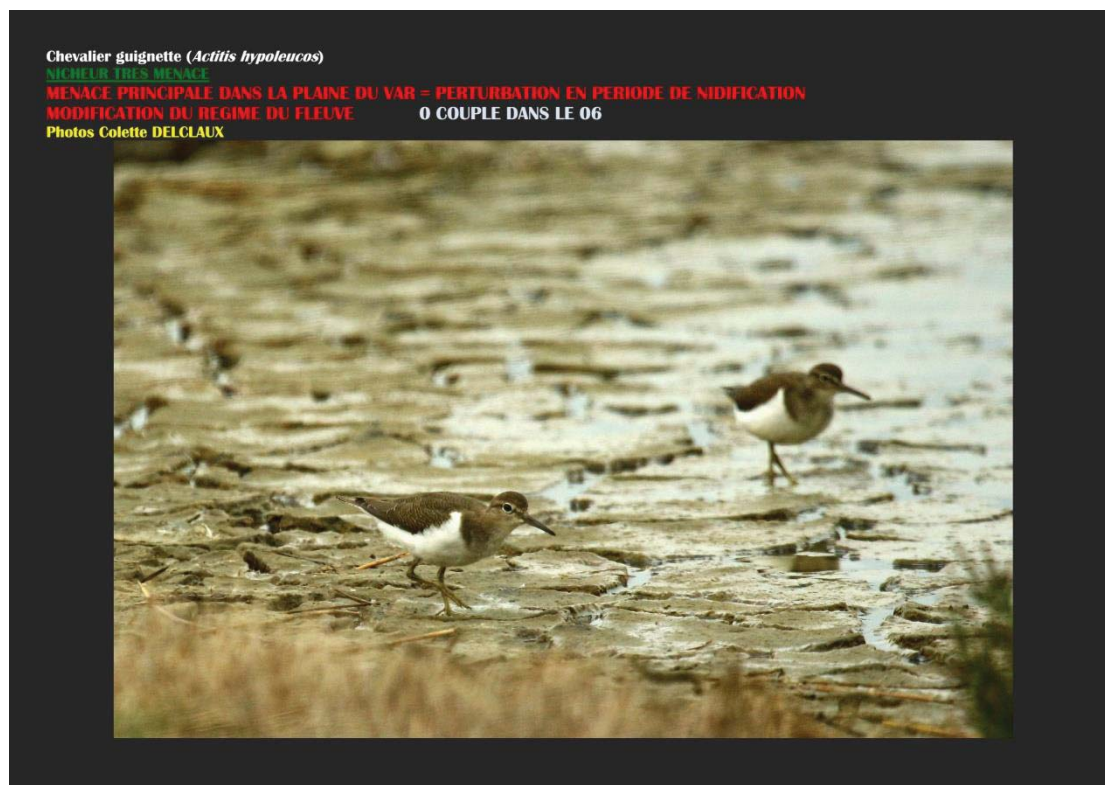 Chevalier guignette (Actitis hypoleucos)
NICHEUR TRES MENACE
MENACE PRINCIPALE DANS LA PLAINE DU VAR = PERTURBATION EN PERIODE DE NIDIFICATION
MODIFICATION DU REGIME DU FLEUVE 0 COUPLE DANS LE 06
Photos Colette DELCLAUX